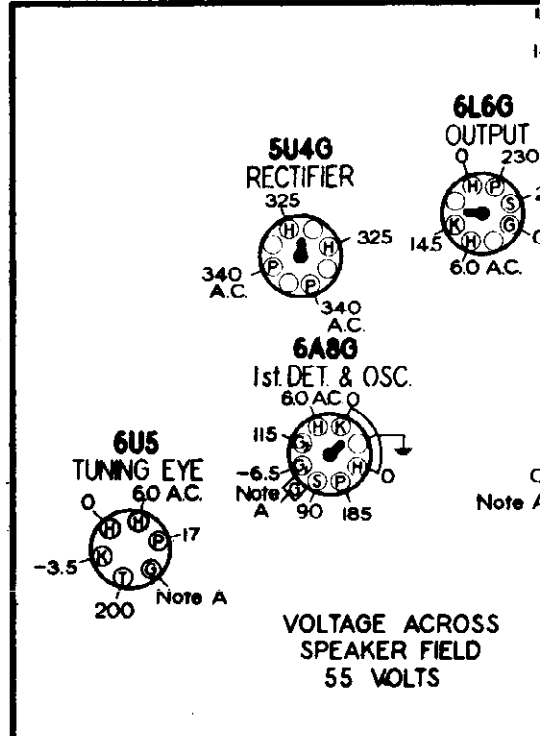 6L6G
OUTPUT
0
230
H
P
S
G
K
H
14.5
6.0 A.C.
5U4G
RECTIFIER
325
H
H
325
340
A.C.
P
P
340
A.C.
6A8G
1st. DET. & OSC.
6.0 A.C.
0
115
H
K
G
-6.5
G
H
0
Note
A
G
S
P
90
185
Note A
6U5
TUNING EYE
0
6.0 A.C.
H
H
P
17
-3.5
K
T
G
200
Note A
VOLTAGE ACROSS
SPEAKER FIELD
55 VOLTS